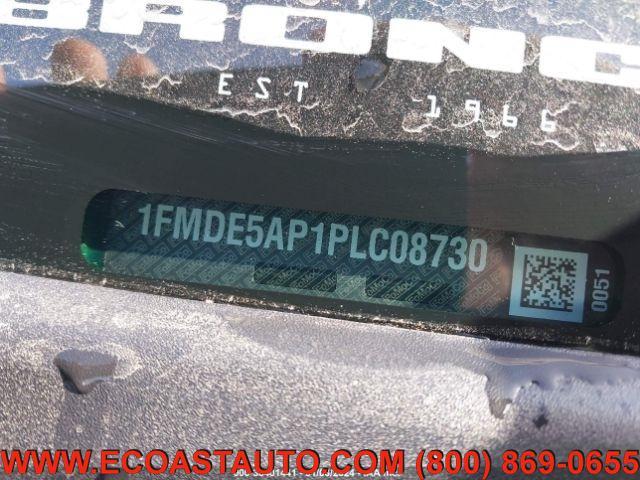 BRONC
EST 1966
1FMDE5AP1PLC08730
0051
WWW.ECOASTAUTO.COM (800) 869-0655